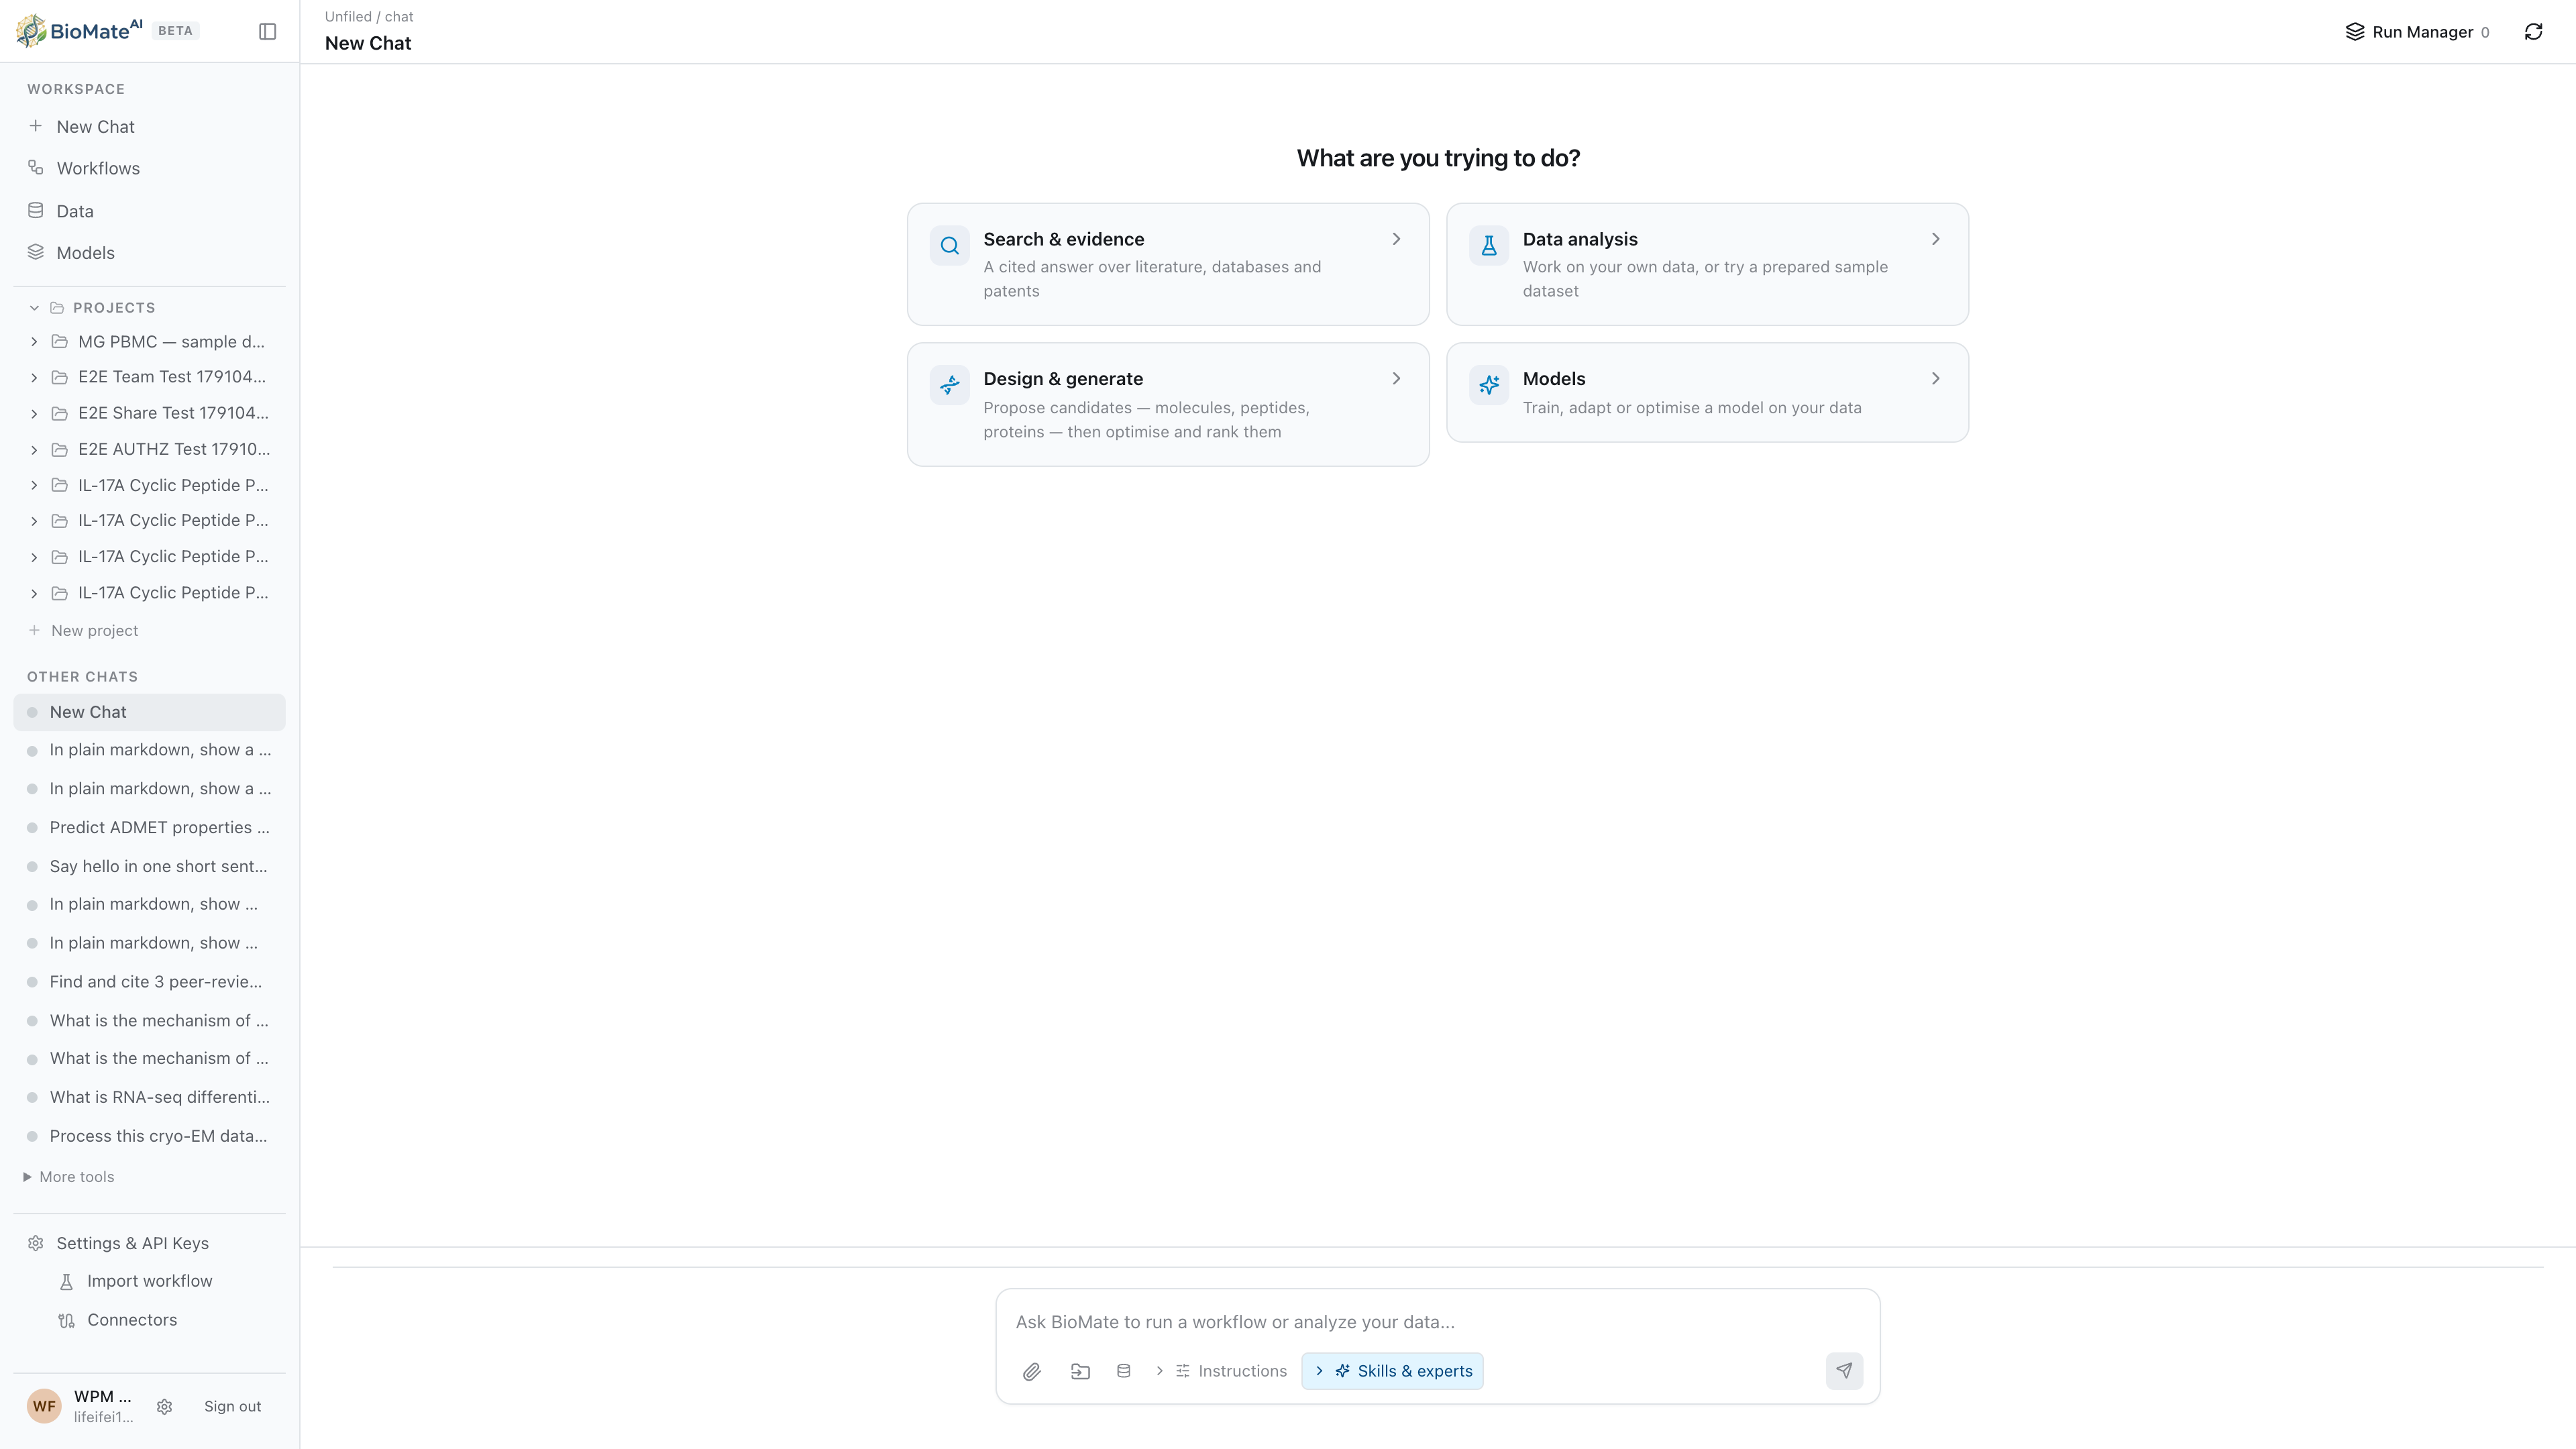 BioMate AI BETA
WORKSPACE
New Chat
Workflows
Data
Models
PROJECTS
MG PBMC — sample d...
E2E Team Test 179104...
E2E Share Test 179104...
E2E AUTHZ Test 17910...
IL-17A Cyclic Peptide P...
IL-17A Cyclic Peptide P...
IL-17A Cyclic Peptide P...
IL-17A Cyclic Peptide P...
New project
OTHER CHATS
New Chat
In plain markdown, show a ...
In plain markdown, show a ...
Predict ADMET properties ...
Say hello in one short sent...
In plain markdown, show ...
In plain markdown, show ...
Find and cite 3 peer-revie...
What is the mechanism of ...
What is the mechanism of ...
What is RNA-seq differenti...
Process this cryo-EM data...
More tools
Settings & API Keys
Import workflow
Connectors
WF
WPM ...
lifeifei1...
Sign out
Unfiled / chat
New Chat
Run Manager 0
What are you trying to do?
Search & evidence
A cited answer over literature, databases and
patents
Data analysis
Work on your own data, or try a prepared sample
dataset
Design & generate
Propose candidates — molecules, peptides,
proteins — then optimise and rank them
Models
Train, adapt or optimise a model on your data
Ask BioMate to run a workflow or analyze your data...
Instructions
Skills & experts